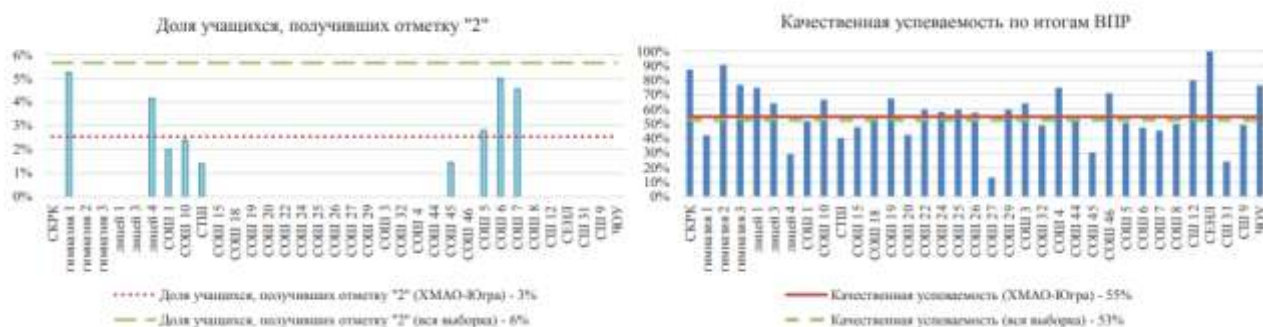 Доля учащихся, получивших отметку "2"
6%
5%
4%
3%
2%
1%
0%
СКРК
гимназия 1
гимназия 2
гимназия 3
лицей 1
лицей 3
лицей 4
СОШ 1
СОШ 10
СТШ
СОШ 15
СОШ 18
СОШ 19
СОШ 20
СОШ 22
СОШ 24
СОШ 25
СОШ 26
СОШ 27
СОШ 29
СОШ 3
СОШ 32
СОШ 4
СОШ 44
СОШ 45
СОШ 46
СОШ 5
СОШ 6
СОШ 7
СОШ 8
СШ 12
СЕНЛ
СШ 31
СШ 9
ЧОУ
Доля учащихся, получивших отметку "2" (ХМАО-Югра) - 3%
Доля учащихся, получивших отметку "2" (вся выборка) - 6%
Качественная успеваемость по итогам ВПР
100%
90%
80%
70%
60%
50%
40%
30%
20%
10%
0%
СКРК
гимназия 1
гимназия 2
гимназия 3
лицей 1
лицей 3
лицей 4
СОШ 1
СОШ 10
СТШ
СОШ 15
СОШ 18
СОШ 19
СОШ 20
СОШ 22
СОШ 24
СОШ 25
СОШ 26
СОШ 27
СОШ 29
СОШ 3
СОШ 32
СОШ 4
СОШ 44
СОШ 45
СОШ 46
СОШ 5
СОШ 6
СОШ 7
СОШ 8
СШ 12
СЕНЛ
СШ 31
СШ 9
ЧОУ
Качественная успеваемость (ХМАО-Югра) - 55%
Качественная успеваемость (вся выборка) - 53%